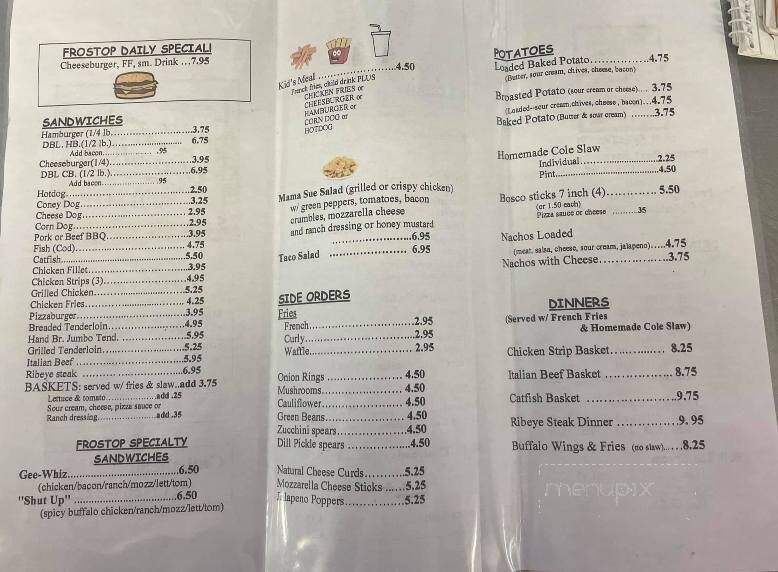 FROSTOP DAILY SPECIAL!
Cheeseburger, FF, sm. Drink ...7.95
SANDWICHES
Hamburger (1/4 lb.....................3.75
DBL. HB.(1/2 lb.)..................... 6.75
Add bacon....................95
Cheeseburger(1/4).....................3.95
DBL CB. (1/2 lb.).....................6.95
Add bacon....................95
Hotdog.....................2.50
Coney Dog.....................3.25
Cheese Dog.....................2.95
Corn Dog.....................2.95
Pork or Beef BBQ.....................3.95
Fish (Cod)..................... 4.75
Catfish.....................5.50
Chicken Fillet.....................3.95
Chicken Strips (3).....................4.95
Grilled Chicken.....................5.25
Chicken Fries..................... 4.25
Pizzaburger.....................3.95
Breaded Tenderloin.....................4.95
Hand Br. Jumbo Tend. .....................5.95
Grilled Tenderloin.....................5.25
Italian Beef .....................5.95
Ribeye steak .....................6.95
BASKETS: served w/ fries & slaw..add 3.75
Lettuce & tomato.....................add .25
Sour cream, cheese, pizza sauce or
Ranch dressing.....................add .35
FROSTOP SPECIALTY
SANDWICHES
Gee-Whiz.....................6.50
(chicken/bacon/ranch/mozz/lett/tom)
"Shut Up" .....................6.50
(spicy buffalo chicken/ranch/mozz/lett/tom)
Kid's Meal .....................4.50
French fries, child drink PLUS
CHICKEN FRIES or
CHEESBURGER or
HAMBURGER or
CORN DOG or
HOTDOG
Mama Sue Salad (grilled or crispy chicken)
w/ green peppers, tomatoes, bacon
crumbles, mozzarella cheese
and ranch dressing or honey mustard
.....................6.95
Taco Salad ..................... 6.95
SIDE ORDERS
Fries
French.....................2.95
Curly.....................2.95
Waffle.....................2.95
Onion Rings ..................... 4.50
Mushrooms..................... 4.50
Cauliflower..................... 4.50
Green Beans..................... 4.50
Zucchini spears.....................4.50
Dill Pickle spears .....................4.50
Natural Cheese Curds..........5.25
Mozzarella Cheese Sticks .....5.25
Jalapeno Poppers.................5.25
POTATOES
Loaded Baked Potato...............4.75
(Butter, sour cream, chives, cheese, bacon)
Broasted Potato (sour cream or cheese).... 3.75
(Loaded--sour cream,chives, cheese , bacon)...4.75
Baked Potato (Butter & sour cream) ........3.75
Homemade Cole Slaw
Individual.....................2.25
Pint.....................4.50
Bosco sticks 7 inch (4)............ 5.50
(or 1.50 each)
Pizza sauce or cheese ..........35
Nachos Loaded
(meat, salsa, cheese, sour cream, jalapeno).....4.75
Nachos with Cheese.....................3.75
DINNERS
(Served w/ French Fries
& Homemade Cole Slaw)
Chicken Strip Basket............... 8.25
Italian Beef Basket ................. 8.75
Catfish Basket .....................9.75
Ribeye Steak Dinner ...............9. 95
Buffalo Wings & Fries (no slaw).....8.25
menupix